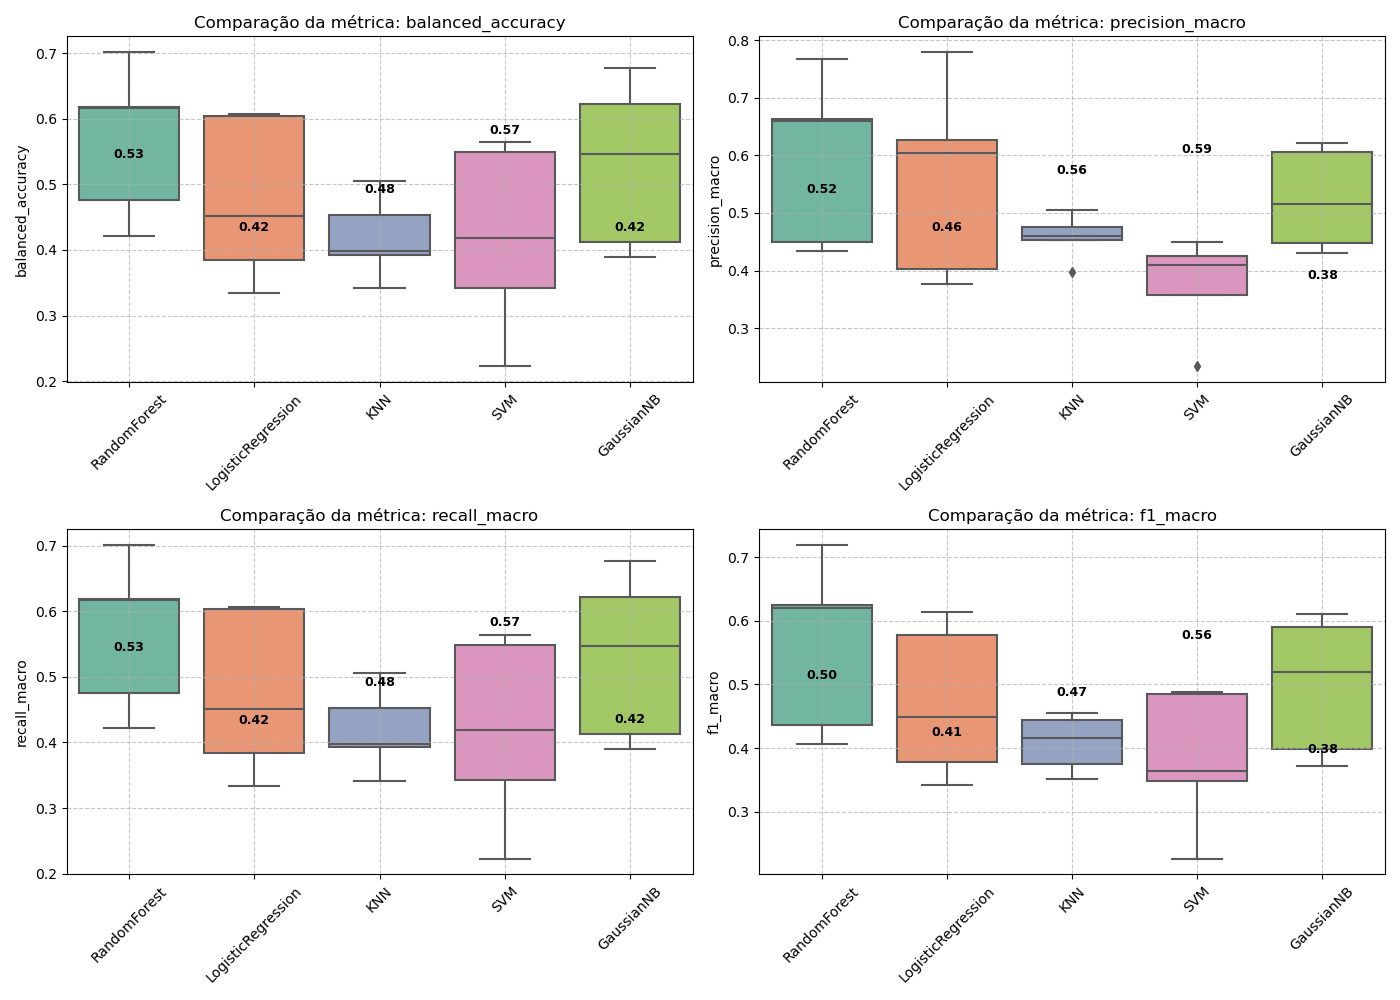 Comparação da métrica: balanced_accuracy
balanced_accuracy
0.7
0.6
0.5
0.4
0.3
0.2
0.53
0.42
0.48
0.57
0.42
RandomForest
LogisticRegression
KNN
SVM
GaussianNB
Comparação da métrica: precision_macro
precision_macro
0.8
0.7
0.6
0.5
0.4
0.3
0.52
0.46
0.56
0.59
0.38
RandomForest
LogisticRegression
KNN
SVM
GaussianNB
Comparação da métrica: recall_macro
recall_macro
0.7
0.6
0.5
0.4
0.3
0.2
0.53
0.42
0.48
0.57
0.42
RandomForest
LogisticRegression
KNN
SVM
GaussianNB
Comparação da métrica: f1_macro
f1_macro
0.7
0.6
0.5
0.4
0.3
0.50
0.41
0.47
0.56
0.38
RandomForest
LogisticRegression
KNN
SVM
GaussianNB